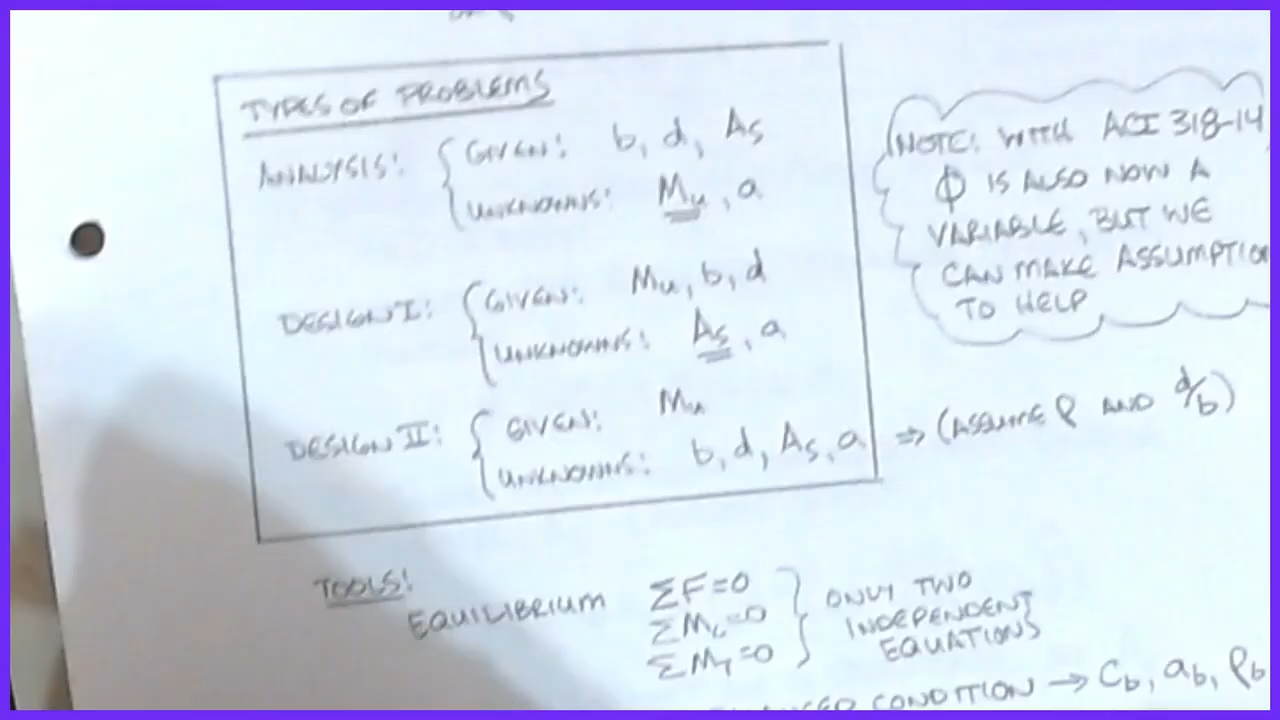 TYPES OF PROBLEMS
ANALYSIS: { GIVEN: b, d, As
UNKNOWNS: Mu, a
DESIGN I: { GIVEN: Mu, b, d
UNKNOWNS: As, a
DESIGN II: { GIVEN: Mu
UNKNOWNS: b, d, As, a ⇒ (ASSUME ρ AND d/b)
NOTE: WITH ACI 318-14
φ IS ALSO NOW A
VARIABLE, BUT WE
CAN MAKE ASSUMPTION
TO HELP
TOOLS:
EQUILIBRIUM ΣF=0
ΣMc=0
ΣMT=0
} ONLY TWO
INDEPENDENT
EQUATIONS
CONDITION → Cb, ab, ρb